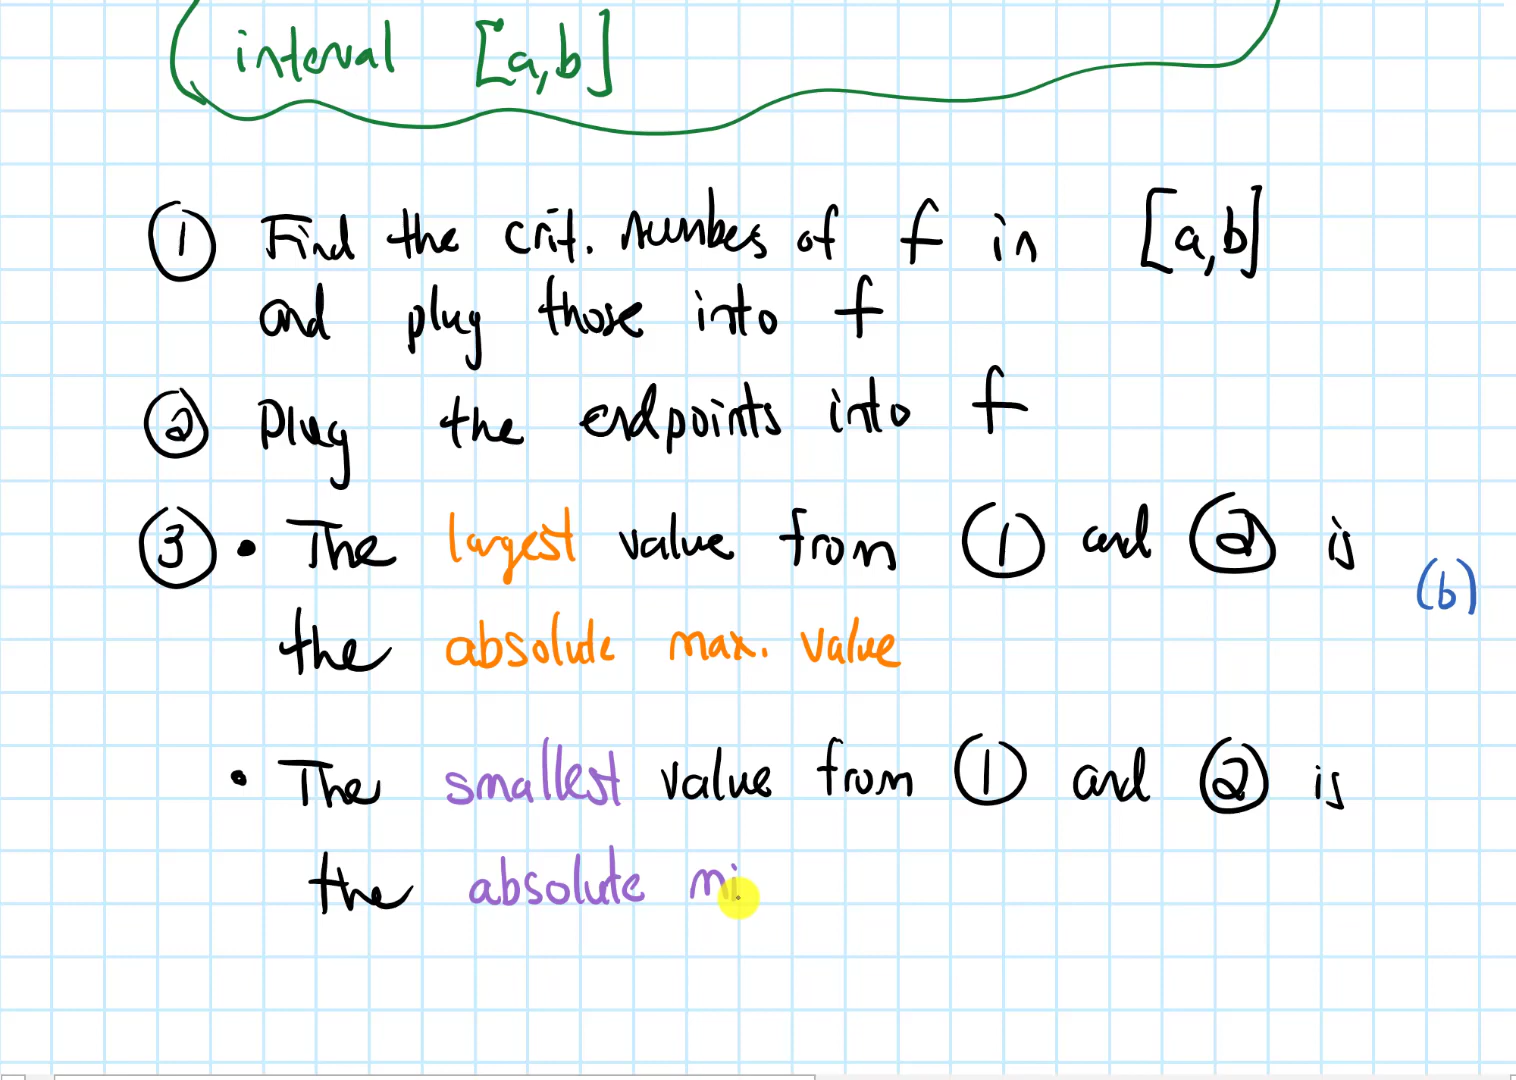 interval [a,b]
① Find the crit. numbes of f in [a,b]
and plug those into f
② Plug the endpoints into f
③ • The largest value from ① and ② is
(b)
the absolute max. value
• The smallest value from ① and ② is
the absolute mi